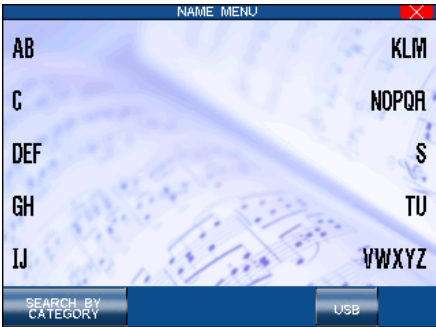 NAME MENU
AB
KLM
C
NOPQR
DEF
S
GH
TU
IJ
VWXYZ
SEARCH BY
CATEGORY
USB